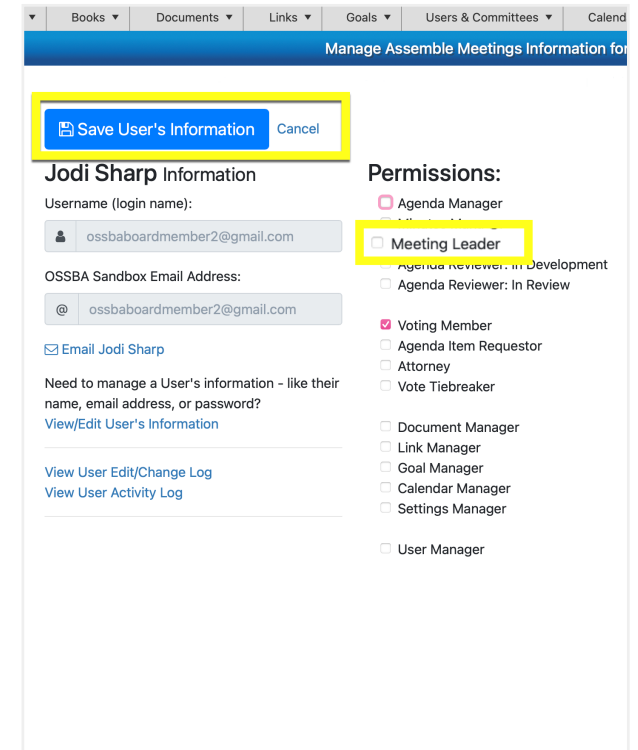 Books ▼ Documents ▼ Links ▼ Goals ▼ Users & Committees ▼ Calend
Manage Assemble Meetings Information for
Save User's Information Cancel
Jodi Sharp Information
Username (login name):
ossbaboardmember2@gmail.com
OSSBA Sandbox Email Address:
@ ossbaboardmember2@gmail.com
Email Jodi Sharp
Need to manage a User's information - like their
name, email address, or password?
View/Edit User's Information
View User Edit/Change Log
View User Activity Log
Permissions:
Agenda Manager
Meeting Leader
Agenda Reviewer: In Development
Agenda Reviewer: In Review
Voting Member
Agenda Item Requestor
Attorney
Vote Tiebreaker
Document Manager
Link Manager
Goal Manager
Calendar Manager
Settings Manager
User Manager